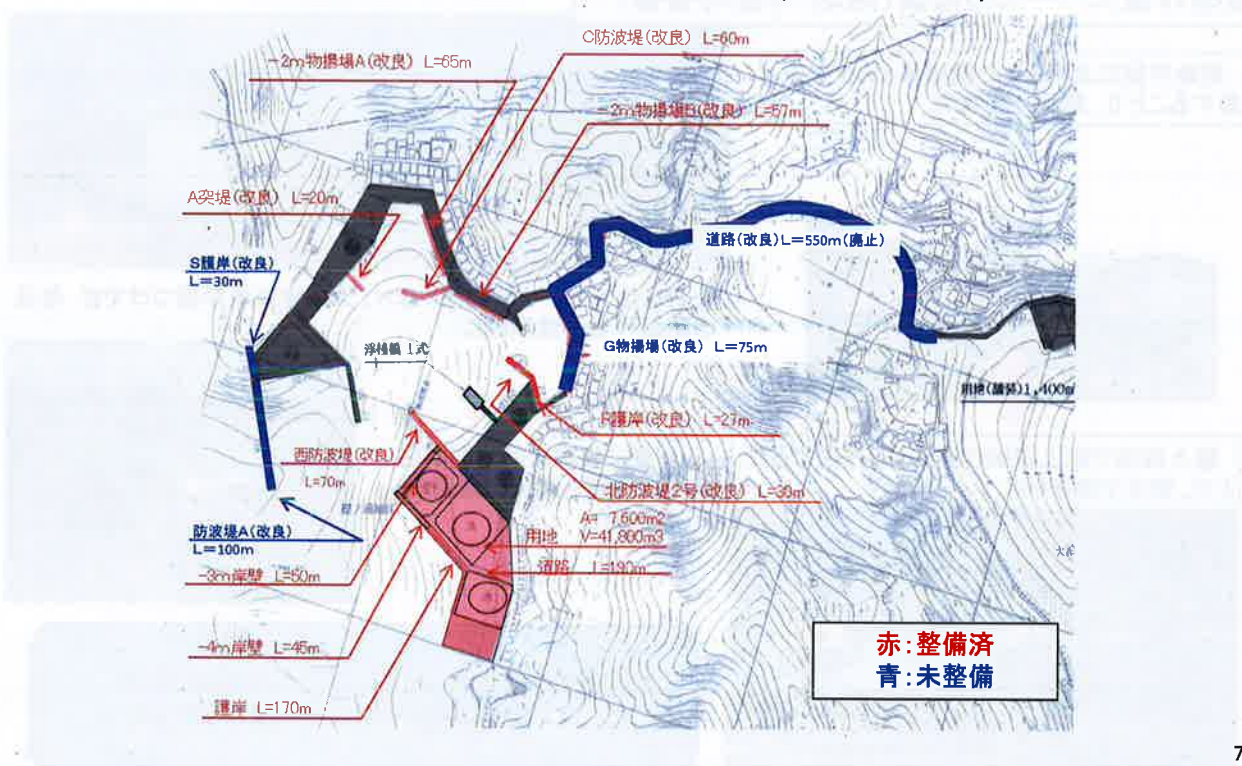 C防波堤(改良) L=60m
-2m物揚場A(改良) L=65m
-2m物揚場B(改良) L=57m
A突堤(改良) L=20m
道路(改良)L=550m(廃止)
S護岸(改良)
L=30m
G物揚場(改良) L=75m
浮桟橋 1式
用地(舗装)1,400m
F護岸(改良) L=27m
西防波堤(改良)
L=70m
北防波堤2号(改良) L=30m
A= 7,600m2
用地 V=41,800m3
防波堤A(改良)
L=100m
道路 L=190m
-3m岸壁 L=50m
-4m岸壁 L=45m
護岸 L=170m
赤:整備済
青:未整備
7